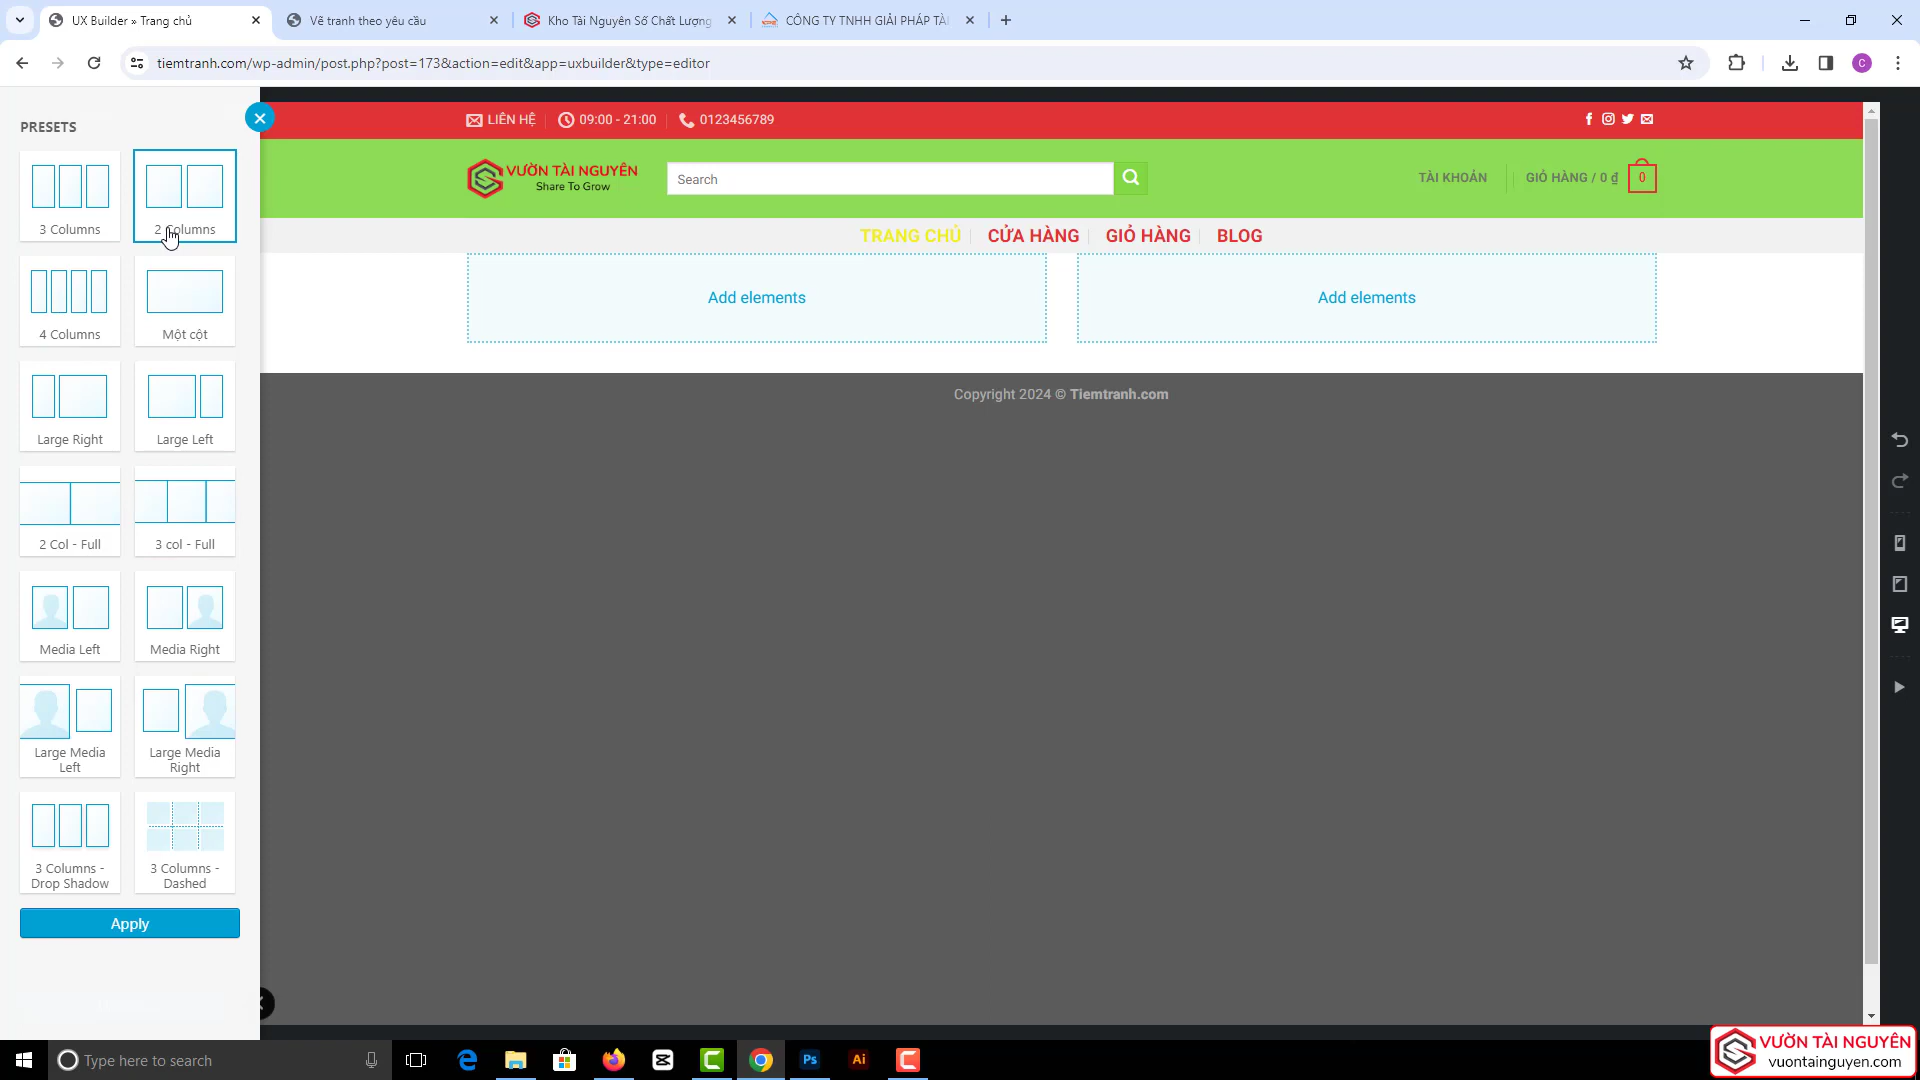 UX Builder » Trang chủ
Vẽ tranh theo yêu cầu
Kho Tài Nguyên Số Chất Lượng
CÔNG TY TNHH GIẢI PHÁP TÀI
tiemtranh.com/wp-admin/post.php?post=173&action=edit&app=uxbuilder&type=editor
C
PRESETS
3 Columns
2 Columns
4 Columns
Một cột
Large Right
Large Left
2 Col - Full
3 col - Full
Media Left
Media Right
Large Media
Left
Large Media
Right
3 Columns -
Drop Shadow
3 Columns -
Dashed
Apply
LIÊN HỆ
09:00 - 21:00
0123456789
VƯỜN TÀI NGUYÊN
Share To Grow
Search
TÀI KHOẢN
GIỎ HÀNG / 0 ₫
0
TRANG CHỦ
CỬA HÀNG
GIỎ HÀNG
BLOG
Add elements
Add elements
Copyright 2024 © Tiemtranh.com
Type here to search
Ps
Ai
VƯỜN TÀI NGUYÊN
vuontainguyen.com